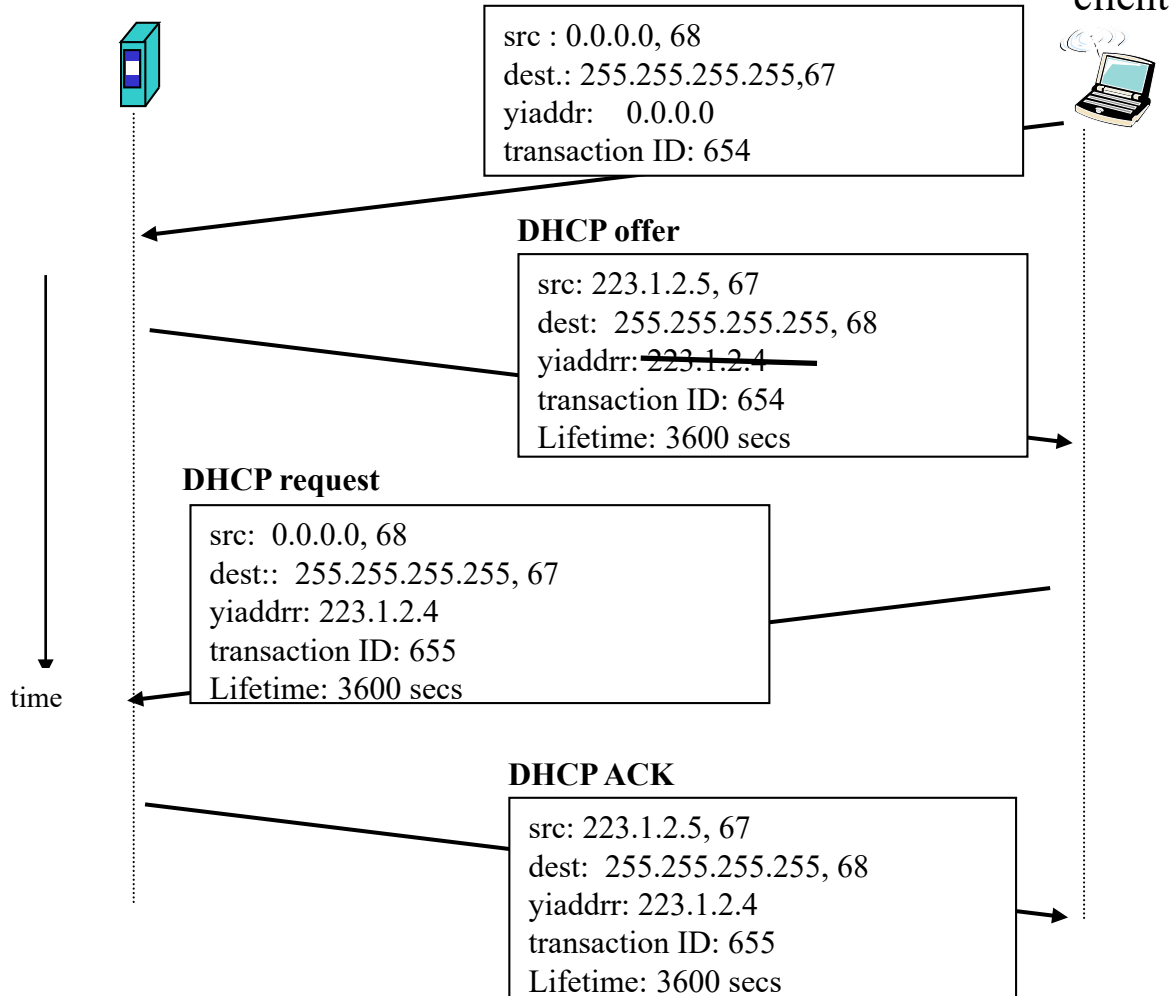 client
src : 0.0.0.0, 68
dest.: 255.255.255.255,67
yiaddr: 0.0.0.0
transaction ID: 654
DHCP offer
src: 223.1.2.5, 67
dest: 255.255.255.255, 68
yiaddrr: 223.1.2.4
transaction ID: 654
Lifetime: 3600 secs
DHCP request
src: 0.0.0.0, 68
dest:: 255.255.255.255, 67
yiaddrr: 223.1.2.4
transaction ID: 655
Lifetime: 3600 secs
time
DHCP ACK
src: 223.1.2.5, 67
dest: 255.255.255.255, 68
yiaddrr: 223.1.2.4
transaction ID: 655
Lifetime: 3600 secs